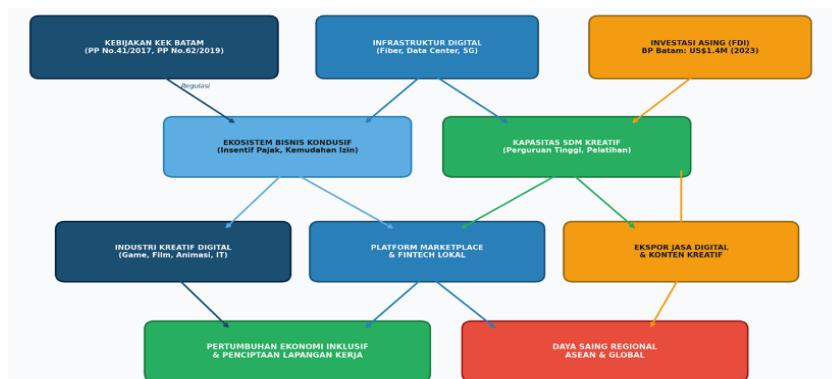 KEBIJAKAN KEK BATAM
(PP No.41/2017, PP No.62/2019)
INFRASTRUKTUR DIGITAL
(Fiber, Data Center, 5G)
INVESTASI ASING (FDI)
BP Batam: US$1.4M (2023)
Regulasi
EKOSISTEM BISNIS KONDUSIF
(Insentif Pajak, Kemudahan Izin)
KAPASITAS SDM KREATIF
(Perguruan Tinggi, Pelatihan)
INDUSTRI KREATIF DIGITAL
(Game, Film, Animasi, IT)
PLATFORM MARKETPLACE
& FINTECH LOKAL
EKSPOR JASA DIGITAL
& KONTEN KREATIF
PERTUMBUHAN EKONOMI INKLUSIF
& PENCIPTAAN LAPANGAN KERJA
DAYA SAING REGIONAL
ASEAN & GLOBAL